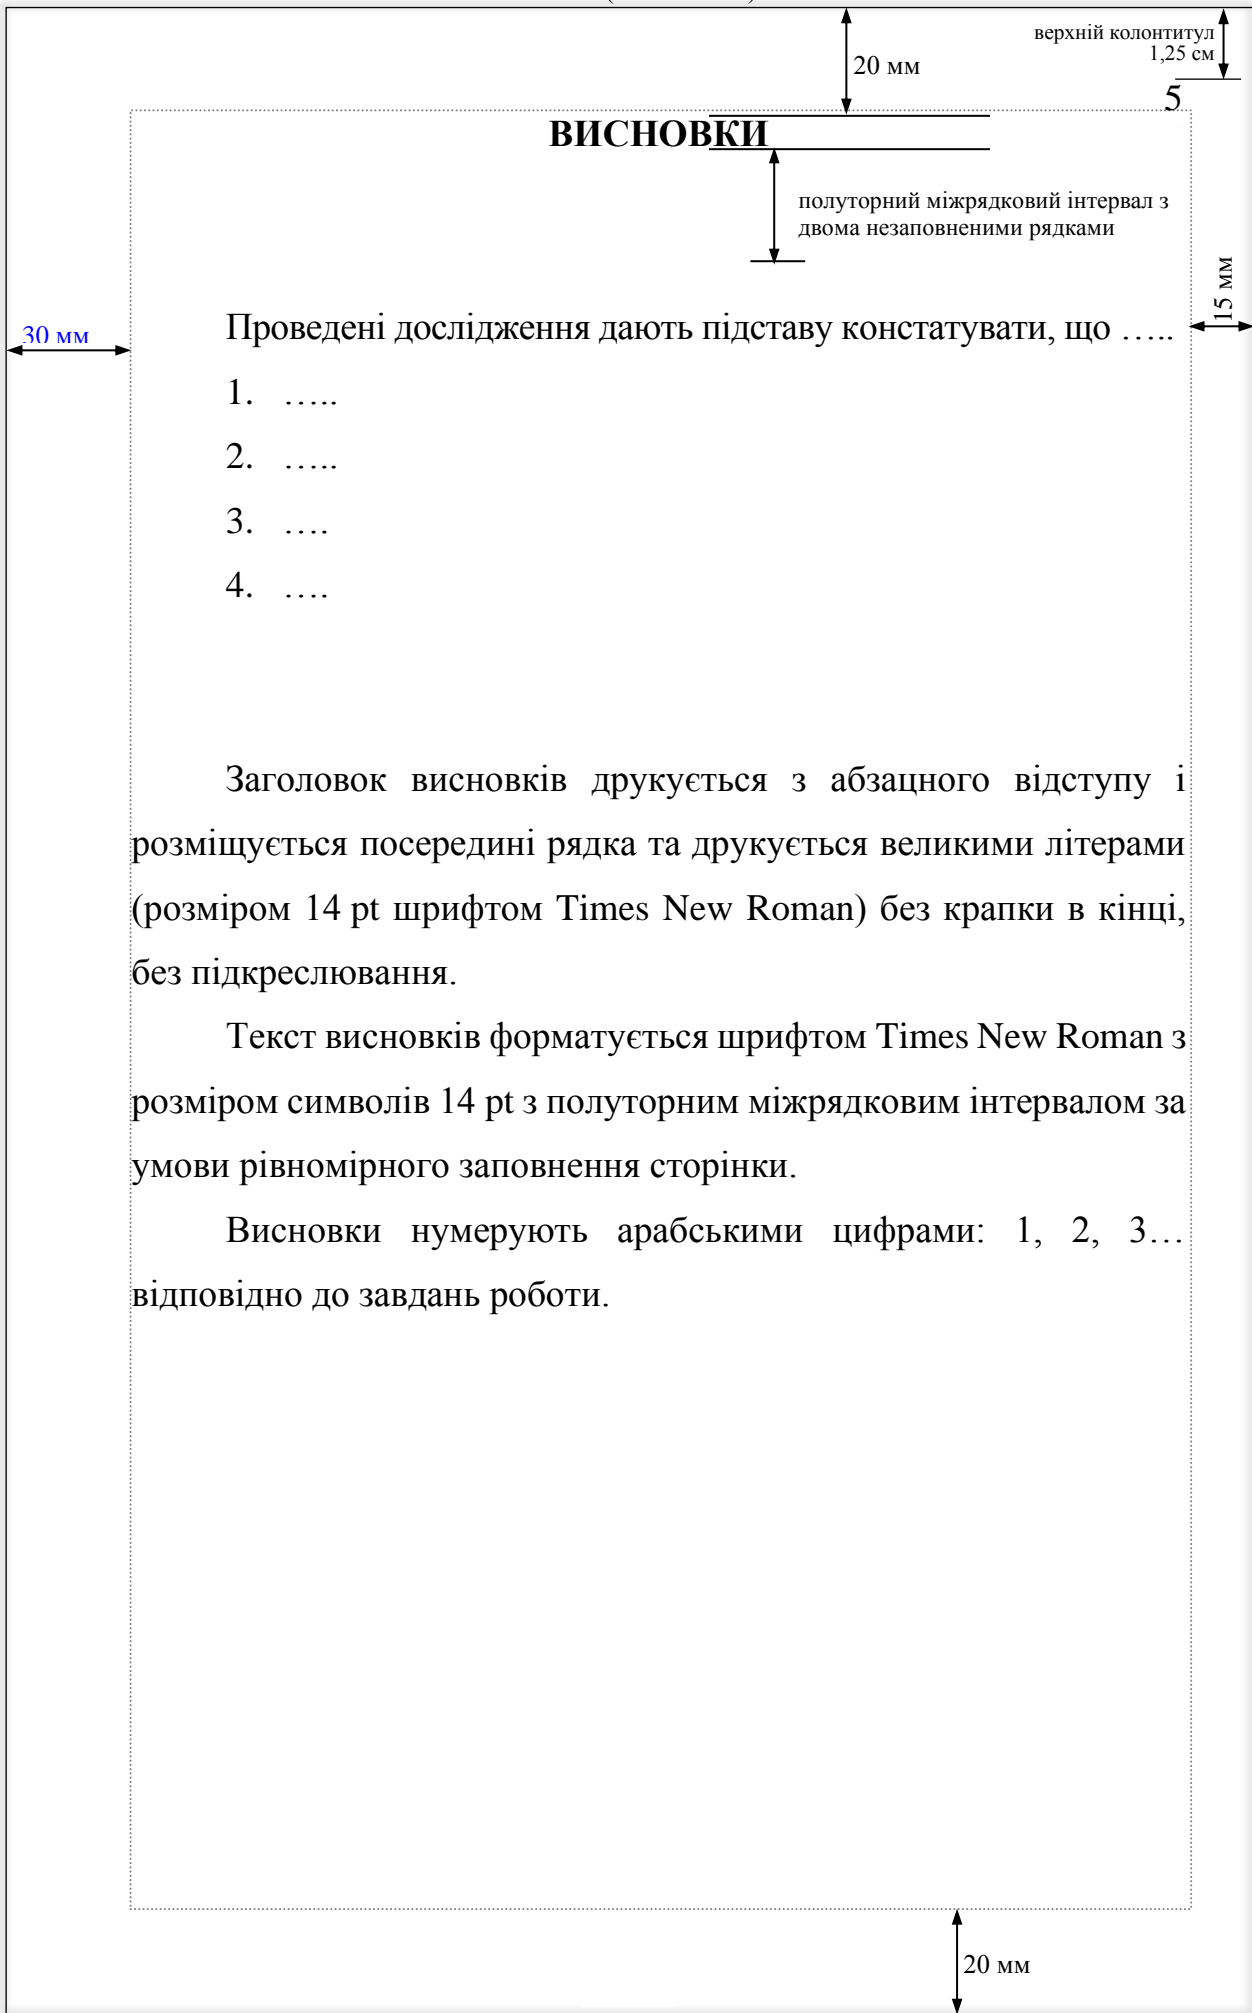 верхній колонтитул
1,25 см
20 мм
5
ВИСНОВКИ
полуторний міжрядковий інтервал з
двома незаповненими рядками
15 мм
30 мм
Проведені дослідження дають підставу констатувати, що …..
1. …..
2. …..
3. ….
4. ….
Заголовок висновків друкується з абзацного відступу і
розміщується посередині рядка та друкується великими літерами
(розміром 14 pt шрифтом Times New Roman) без крапки в кінці,
без підкреслювання.
Текст висновків форматується шрифтом Times New Roman з
розміром символів 14 pt з полуторним міжрядковим інтервалом за
умови рівномірного заповнення сторінки.
Висновки нумерують арабськими цифрами: 1, 2, 3…
відповідно до завдань роботи.
20 мм